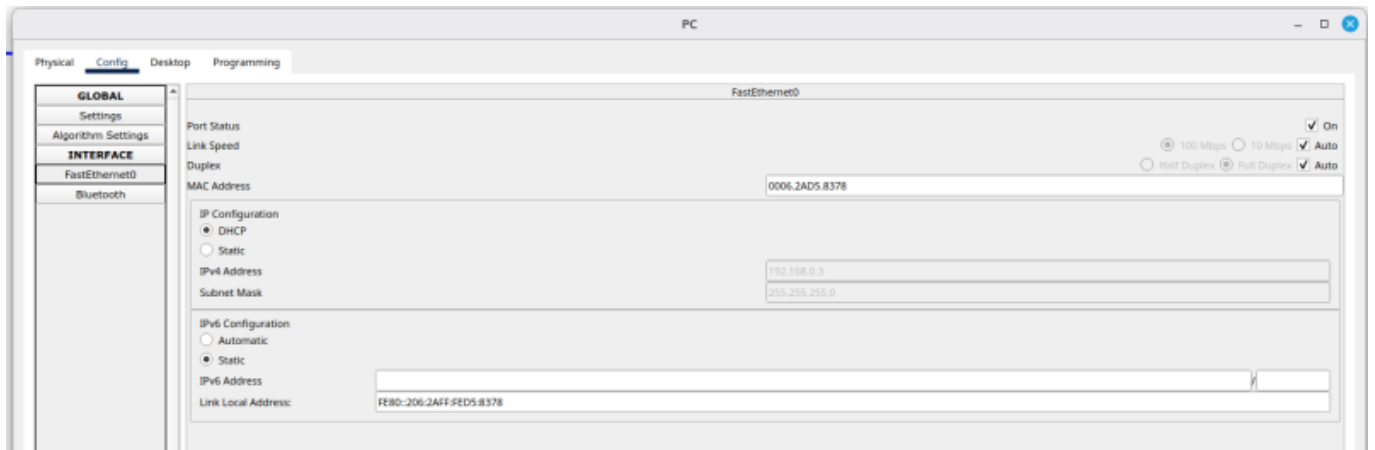 PC
Physical Config Desktop Programming
GLOBAL
Settings
Algorithm Settings
INTERFACE
FastEthernet0
Bluetooth
FastEthernet0
Port Status On
Link Speed 100 Mbps 10 Mbps Auto
Duplex Half Duplex Full Duplex Auto
MAC Address 0006.2AD5.8378
IP Configuration
DHCP
Static
IPv4 Address 192.168.0.3
Subnet Mask 255.255.255.0
IPv6 Configuration
Automatic
Static
IPv6 Address /
Link Local Address: FE80::206:2AFF:FED5:8378